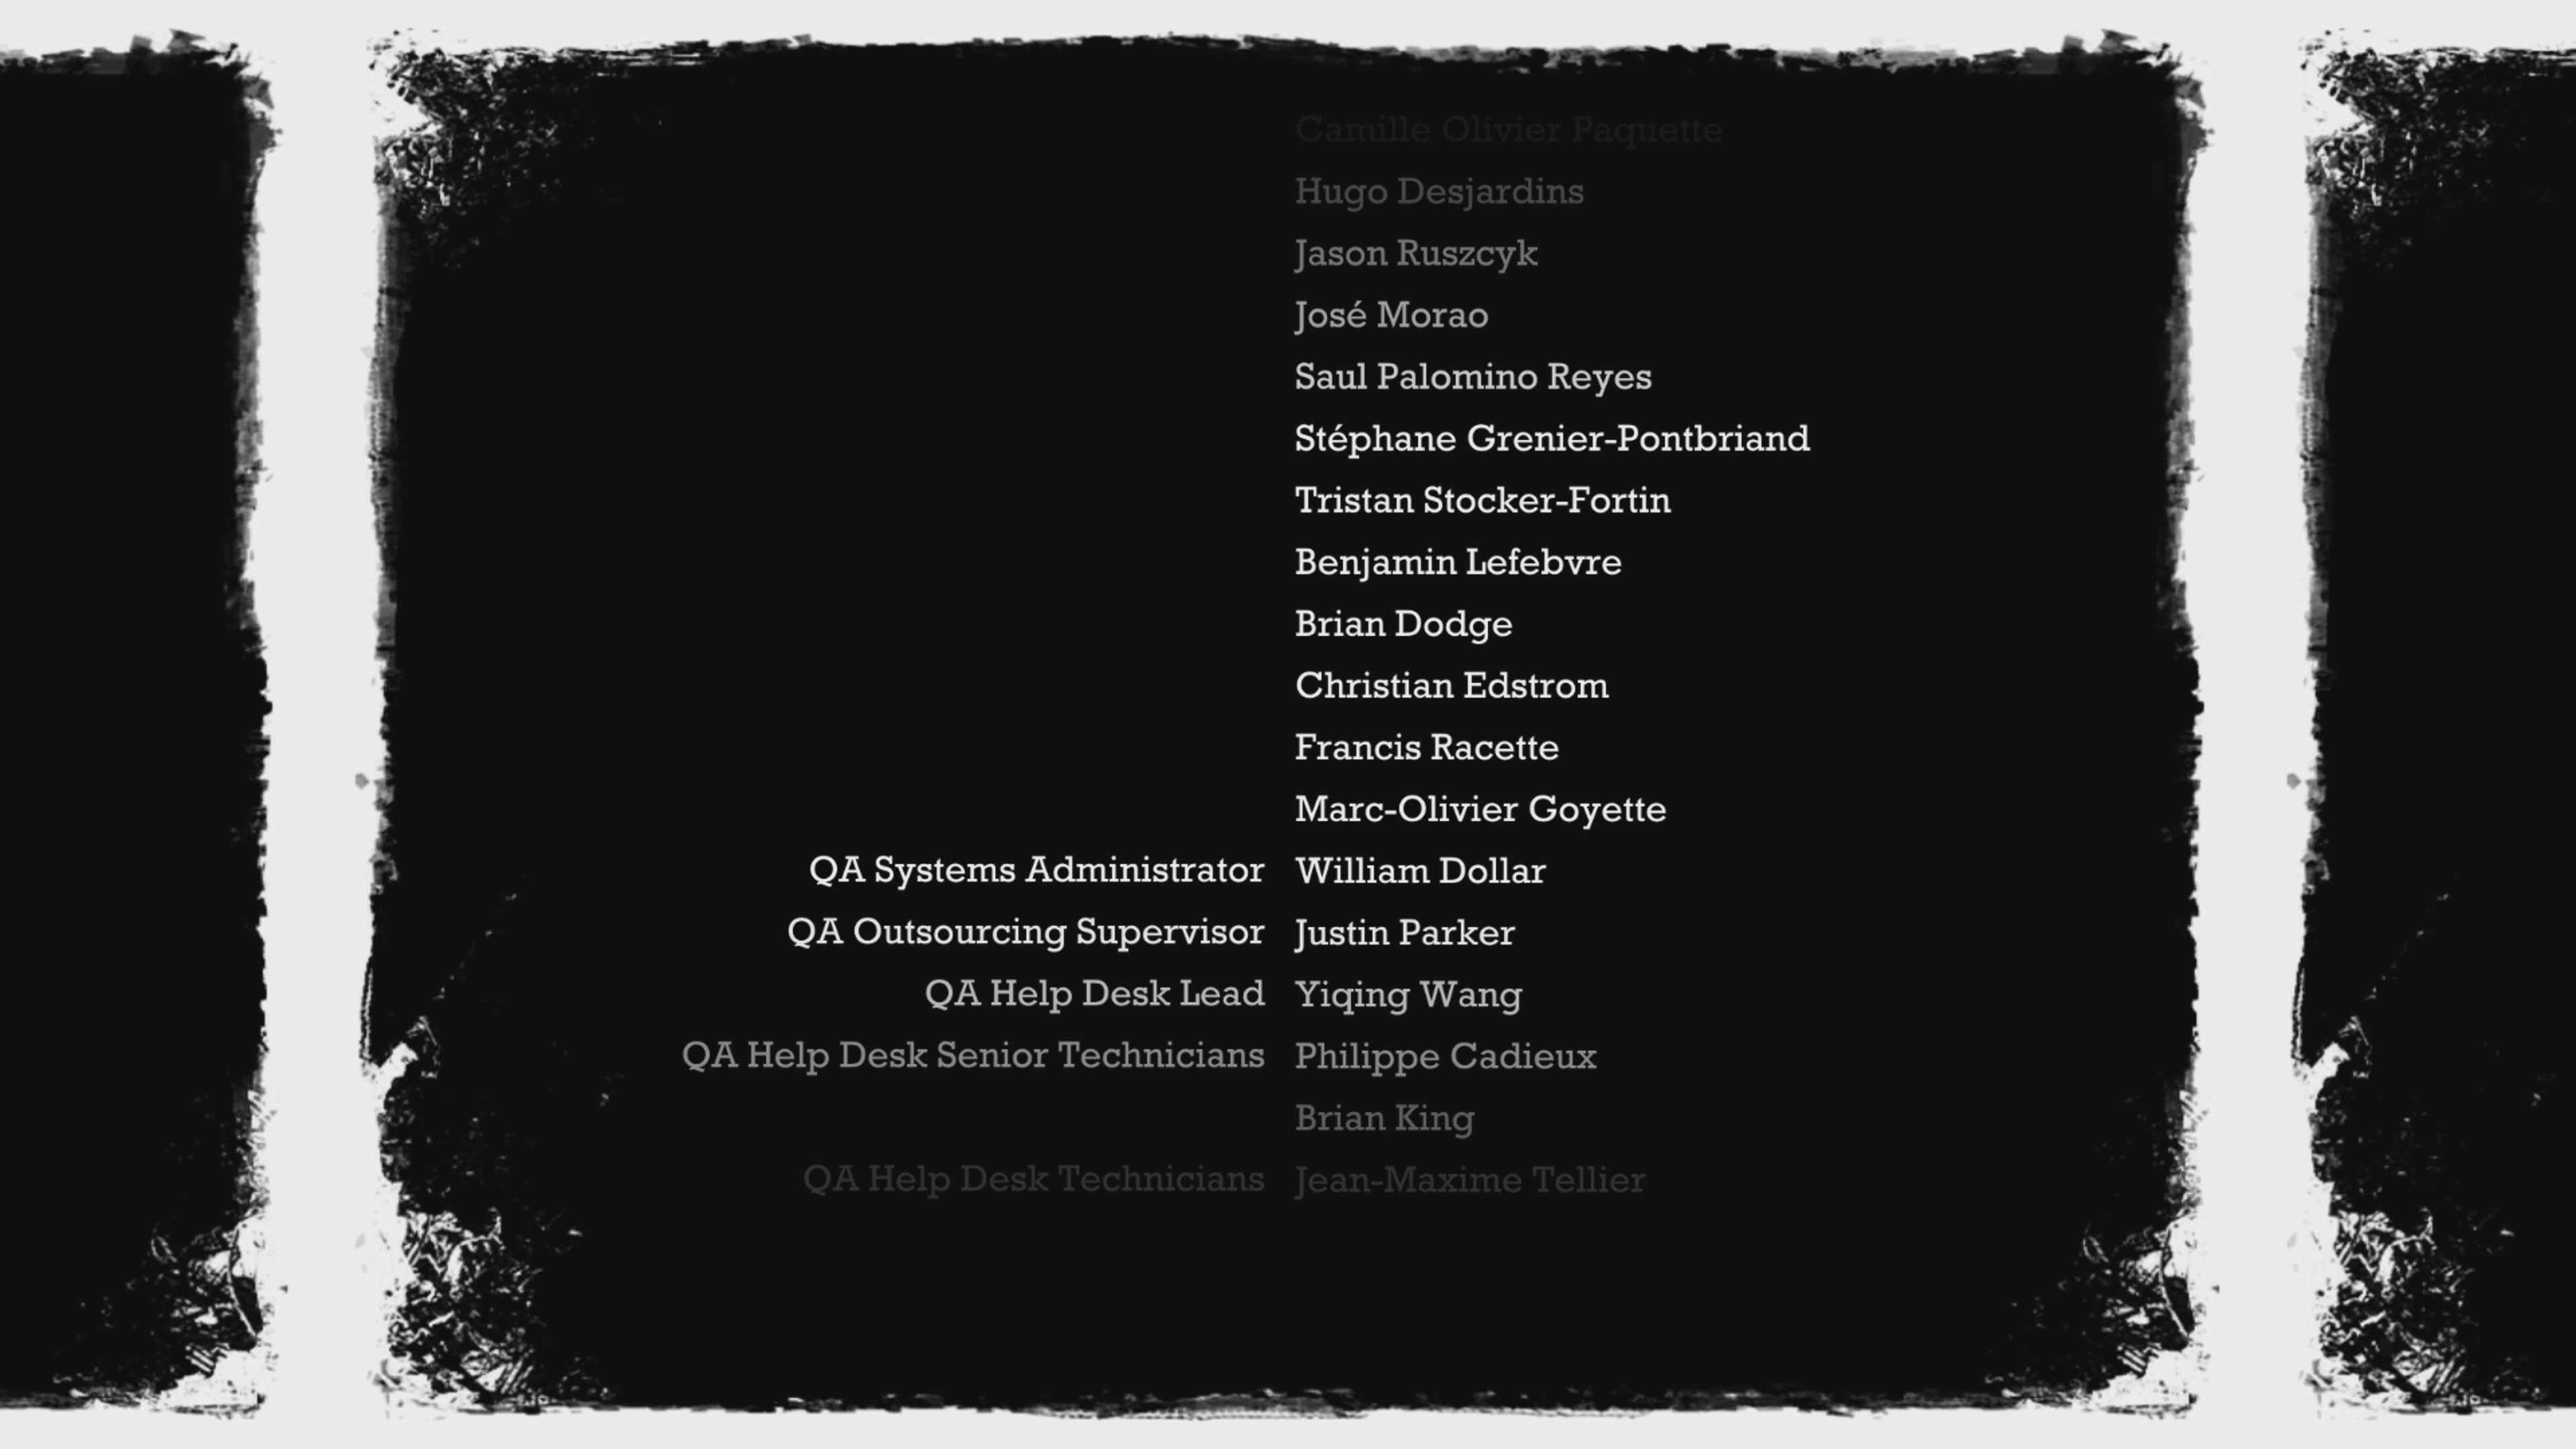 Camille Olivier Paquette
Hugo Desjardins
Jason Ruszcyk
José Morao
Saul Palomino Reyes
Stéphane Grenier-Pontbriand
Tristan Stocker-Fortin
Benjamin Lefebvre
Brian Dodge
Christian Edstrom
Francis Racette
Marc-Olivier Goyette
QA Systems Administrator William Dollar
QA Outsourcing Supervisor Justin Parker
QA Help Desk Lead Yiqing Wang
QA Help Desk Senior Technicians Philippe Cadieux
Brian King
QA Help Desk Technicians Jean-Maxime Tellier